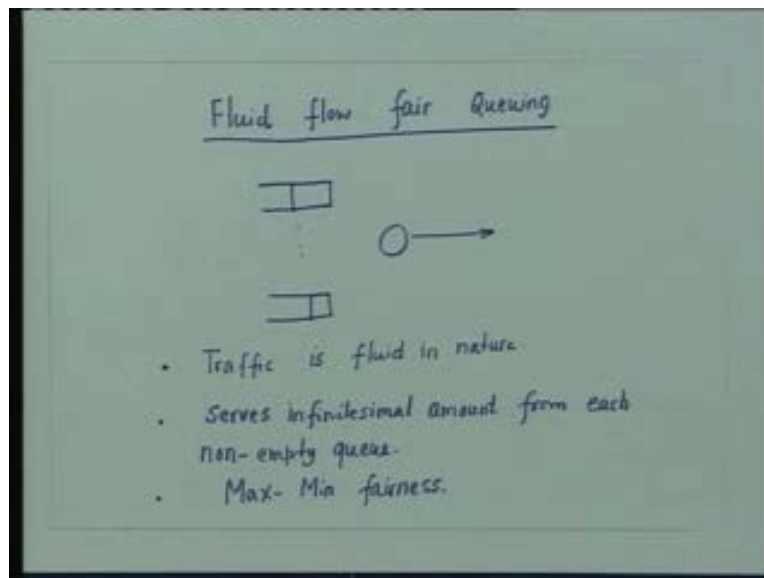 Fluid flow fair Queuing
• Traffic is fluid in nature
• Serves infinitesimal amount from each
non-empty queue.
• Max-Min fairness.